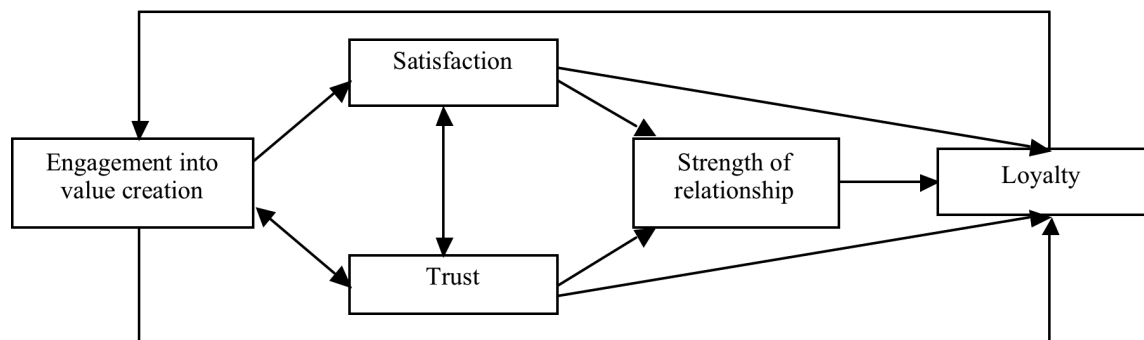 Satisfaction
Engagement into
value creation
Strength of
relationship
Loyalty
Trust